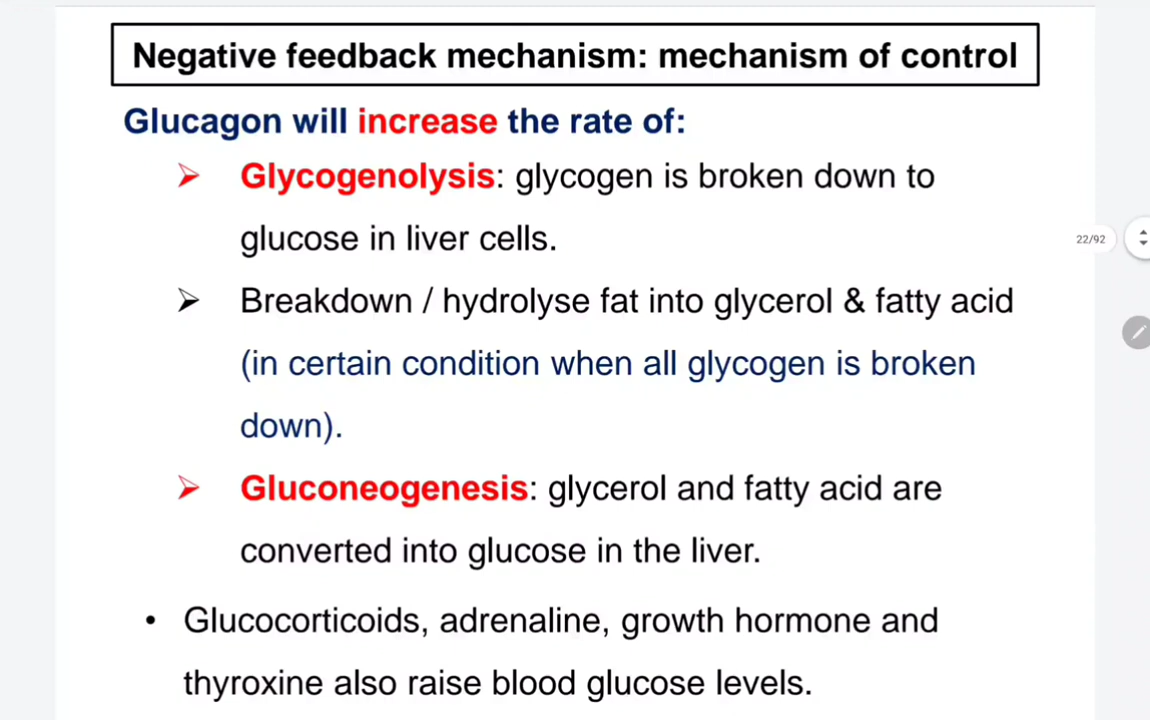 Negative feedback mechanism: mechanism of control
Glucagon will increase the rate of:
➢ Glycogenolysis: glycogen is broken down to
glucose in liver cells.
22/92
➢ Breakdown / hydrolyse fat into glycerol & fatty acid
(in certain condition when all glycogen is broken
down).
➢ Gluconeogenesis: glycerol and fatty acid are
converted into glucose in the liver.
• Glucocorticoids, adrenaline, growth hormone and
thyroxine also raise blood glucose levels.